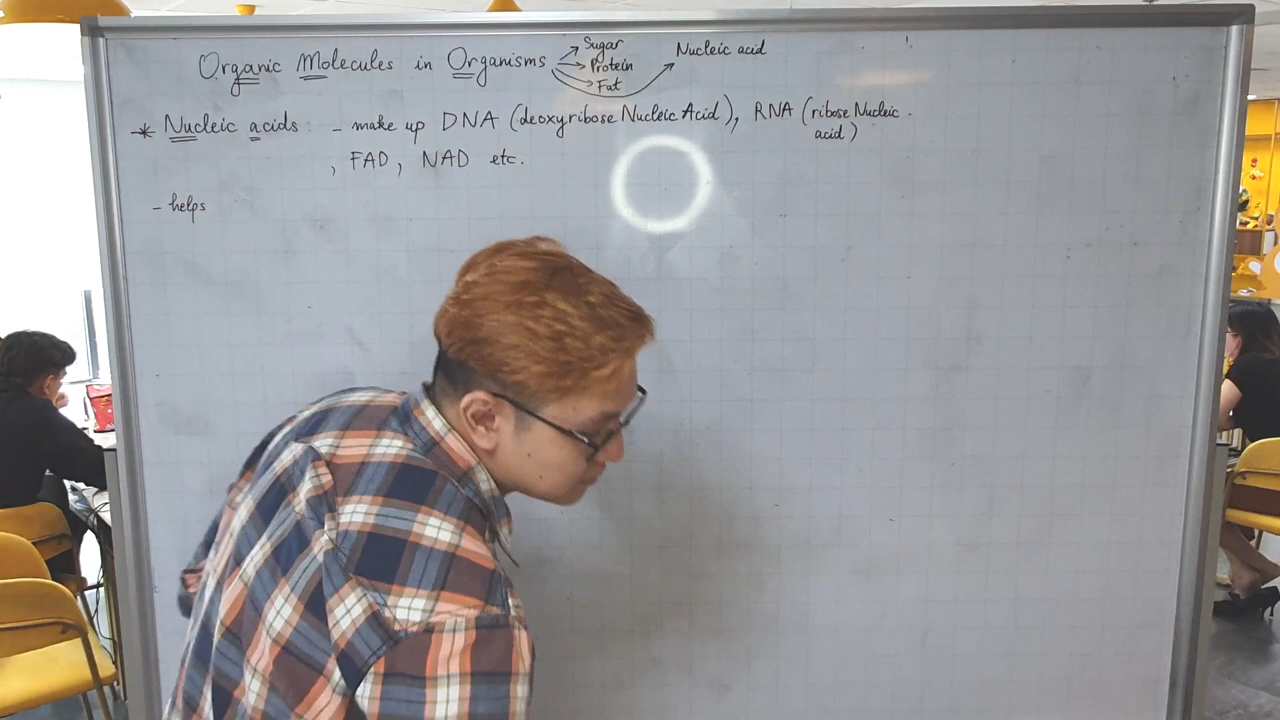 Organic Molecules in Organisms
Sugar
Protein
Fat
Nucleic acid
* Nucleic acids: - make up DNA (deoxyribose Nucleic Acid), RNA (ribose Nucleic
acid)
, FAD, NAD etc.
- helps